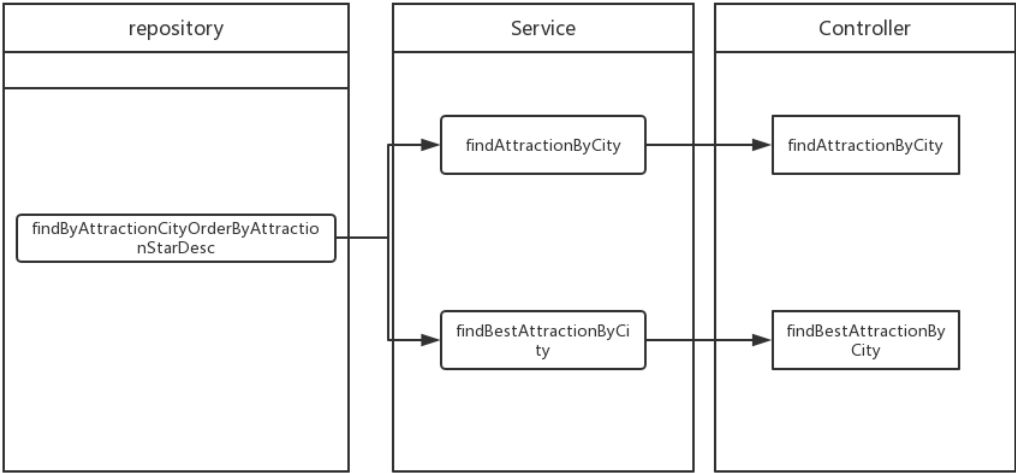 repository
Service
Controller
findAttractionByCity
findAttractionByCity
findByAttractionCityOrderByAttractio
nStarDesc
findBestAttractionByCi
ty
findBestAttractionBy
City